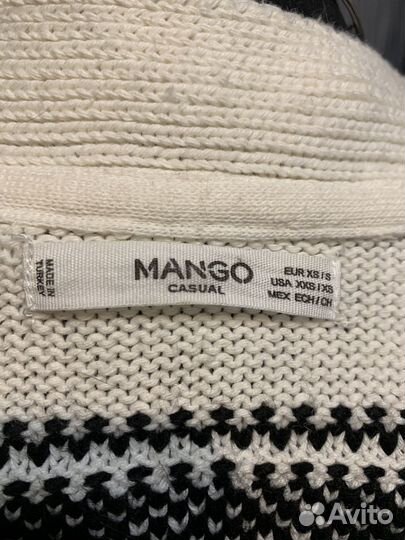 MADE IN
TURKEY
MANGO
CASUAL
EUR XS / S
USA XXS / XS
MEX ECH / CH
Avito